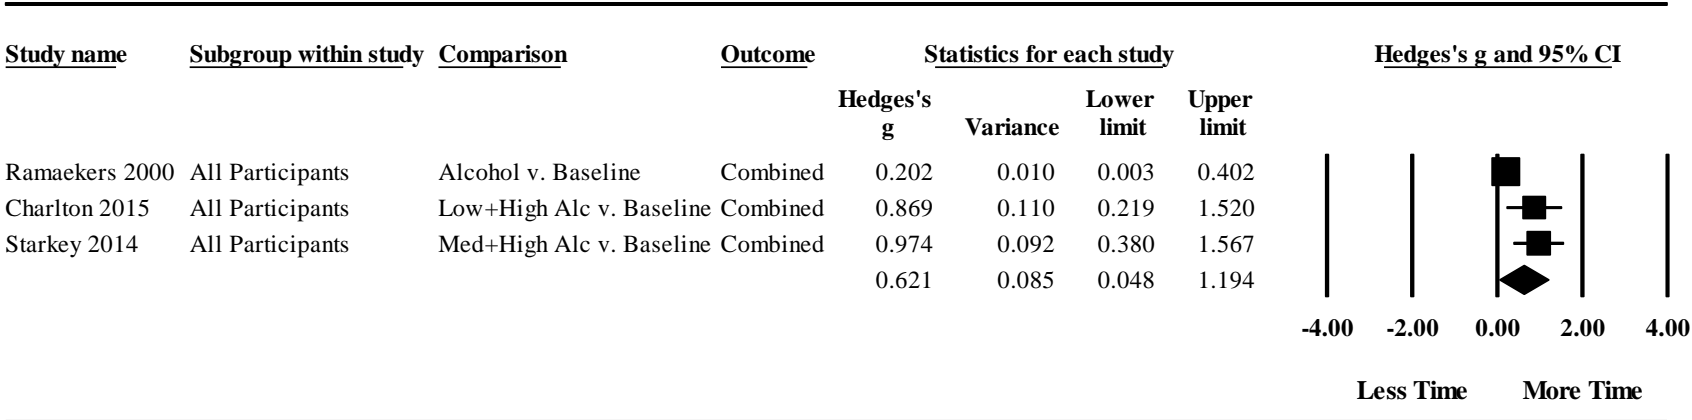 Study name Subgroup within study Comparison Outcome Statistics for each study Hedges's g and 95% CI
Hedges's Lower Upper
g Variance limit limit
Ramaekers 2000 All Participants Alcohol v. Baseline Combined 0.202 0.010 0.003 0.402
Charlton 2015 All Participants Low+High Alc v. Baseline Combined 0.869 0.110 0.219 1.520
Starkey 2014 All Participants Med+High Alc v. Baseline Combined 0.974 0.092 0.380 1.567
0.621 0.085 0.048 1.194
-4.00 -2.00 0.00 2.00 4.00
Less Time More Time